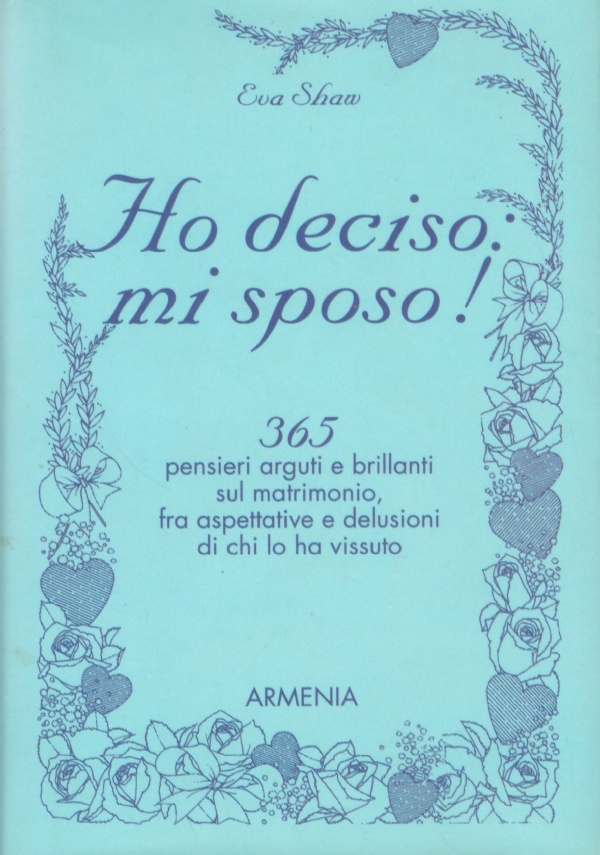 Eva Shaw
Ho deciso:
mi sposo!
365
pensieri arguti e brillanti
sul matrimonio,
fra aspettative e delusioni
di chi lo ha vissuto
ARMENIA